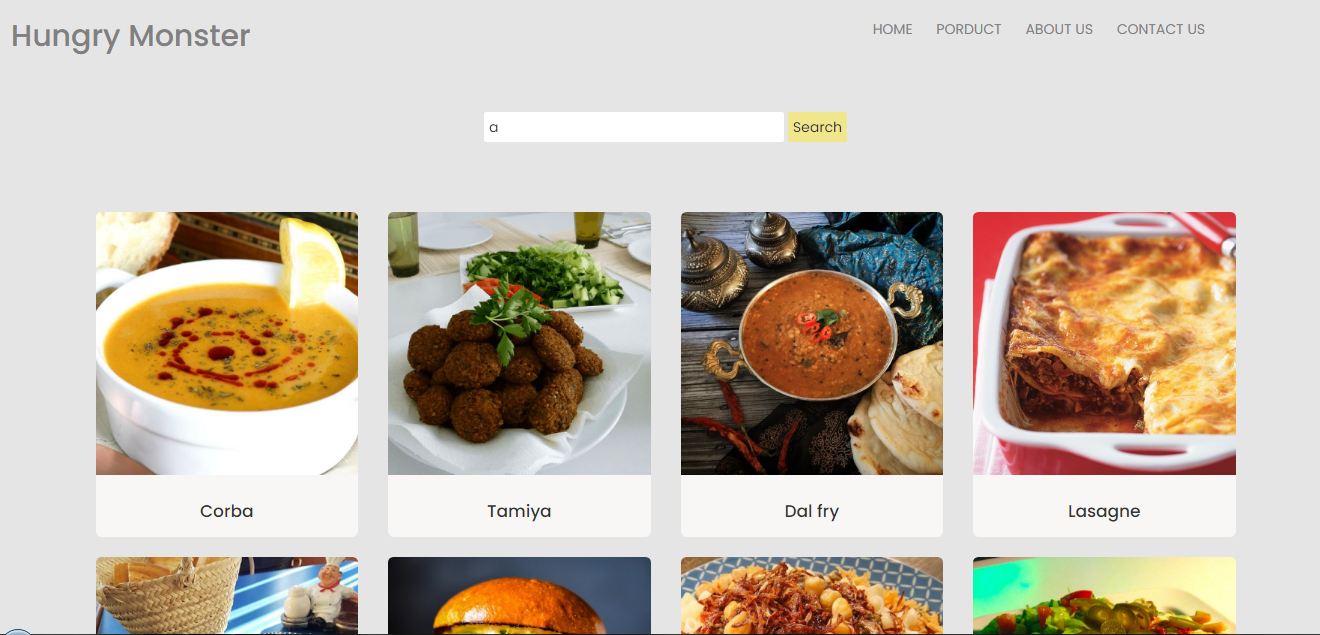 Hungry Monster
HOME PORDUCT ABOUT US CONTACT US
a
Search
Corba
Tamiya
Dal fry
Lasagne